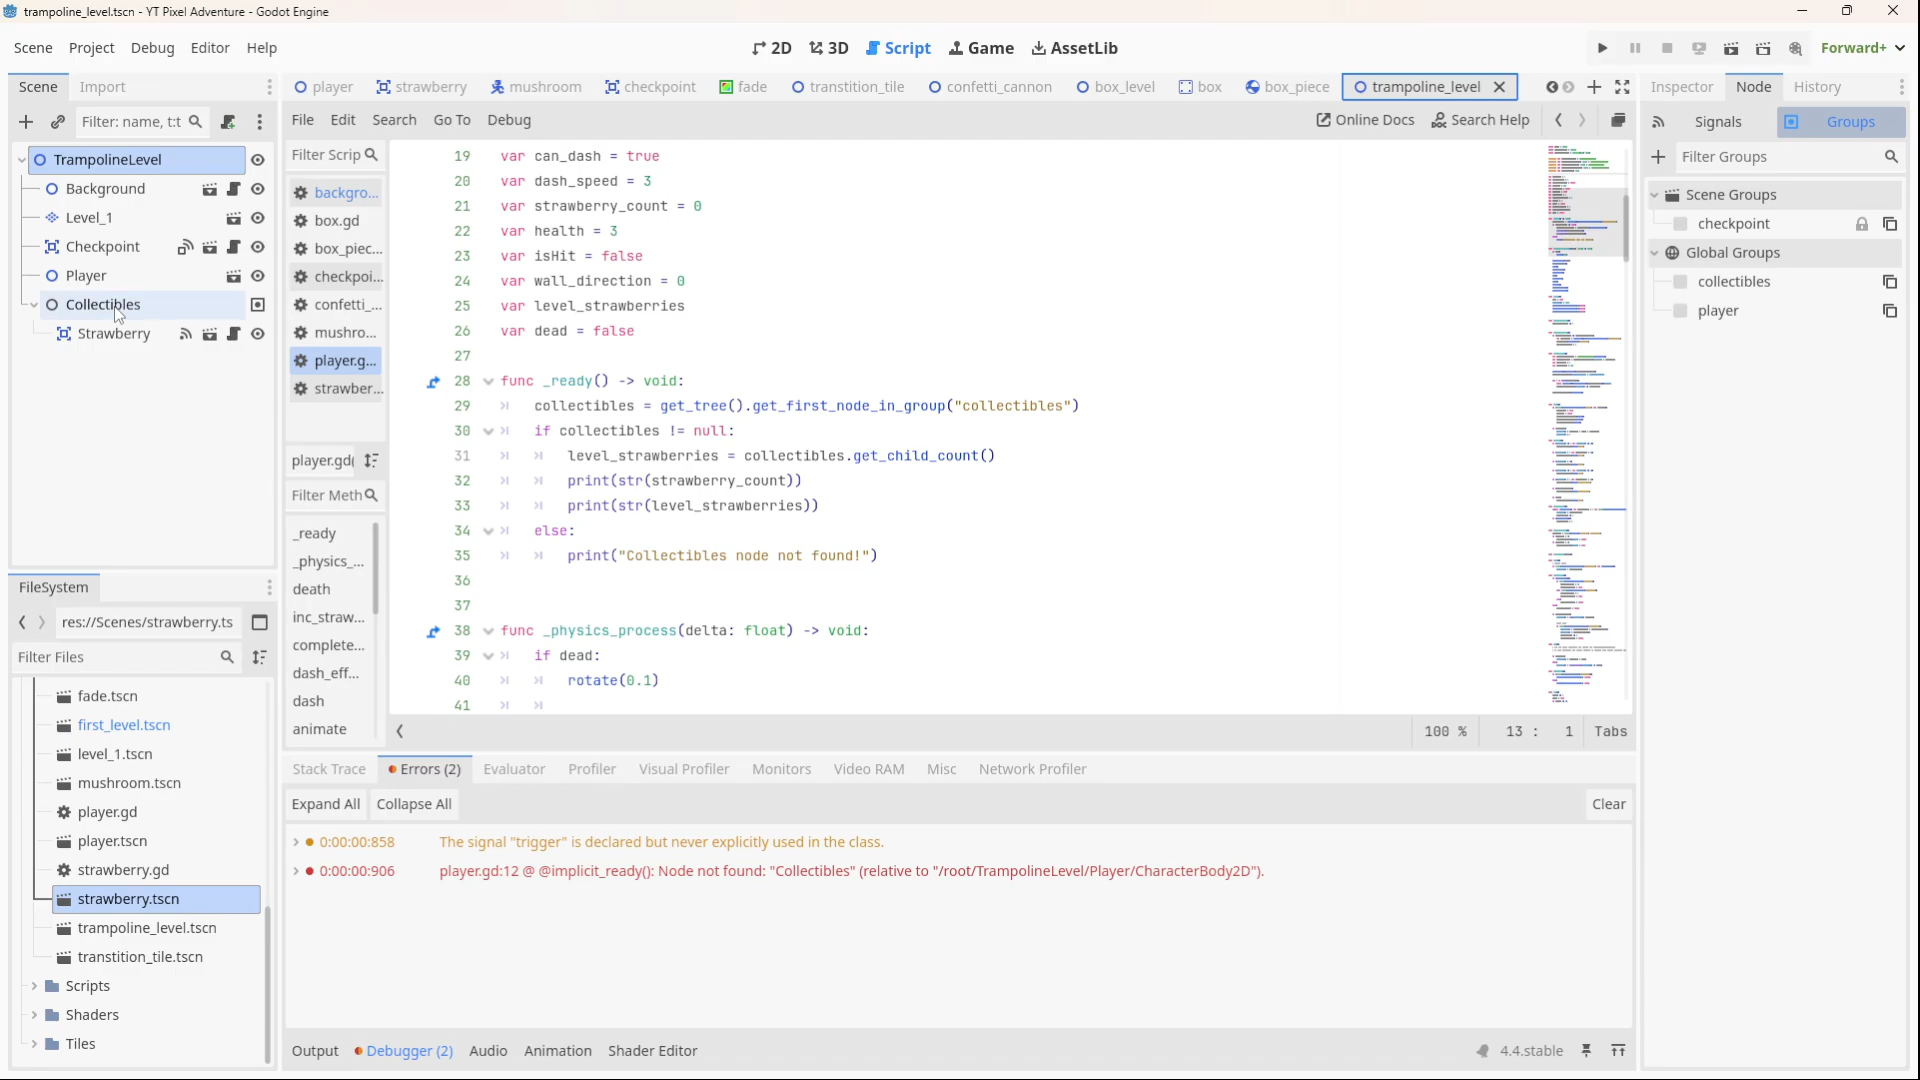 trampoline_level.tscn - YT Pixel Adventure - Godot Engine
Scene Project Debug Editor Help
2D 3D Script Game AssetLib
Forward+
Scene Import
player strawberry mushroom checkpoint fade transtition_tile confetti_cannon box_level box box_piece trampoline_level
Inspector Node History
Filter: name, t:t
File Edit Search Go To Debug
Online Docs Search Help
Signals Groups
Filter Groups
TrampolineLevel
Background
Level_1
Checkpoint
Player
Collectibles
Strawberry
Filter Scrip
backgro...
box.gd
box_piec...
checkpoi...
confetti_...
mushro...
player.g...
strawber...
player.gd(
Filter Meth
_ready
_physics_...
death
inc_straw...
complete...
dash_eff...
dash
animate
19 var can_dash = true
20 var dash_speed = 3
21 var strawberry_count = 0
22 var health = 3
23 var isHit = false
24 var wall_direction = 0
25 var level_strawberries
26 var dead = false
27
28 func _ready() -> void:
29 collectibles = get_tree().get_first_node_in_group("collectibles")
30 if collectibles != null:
31 level_strawberries = collectibles.get_child_count()
32 print(str(strawberry_count))
33 print(str(level_strawberries))
34 else:
35 print("Collectibles node not found!")
36
37
38 func _physics_process(delta: float) -> void:
39 if dead:
40 rotate(0.1)
41
100 % 13 : 1 Tabs
Scene Groups
checkpoint
Global Groups
collectibles
player
FileSystem
res://Scenes/strawberry.ts
Filter Files
fade.tscn
first_level.tscn
level_1.tscn
mushroom.tscn
player.gd
player.tscn
strawberry.gd
strawberry.tscn
trampoline_level.tscn
transtition_tile.tscn
Scripts
Shaders
Tiles
Stack Trace Errors (2) Evaluator Profiler Visual Profiler Monitors Video RAM Misc Network Profiler
Expand All Collapse All Clear
0:00:00:858 The signal "trigger" is declared but never explicitly used in the class.
0:00:00:906 player.gd:12 @ @implicit_ready(): Node not found: "Collectibles" (relative to "/root/TrampolineLevel/Player/CharacterBody2D").
Output Debugger (2) Audio Animation Shader Editor
4.4.stable